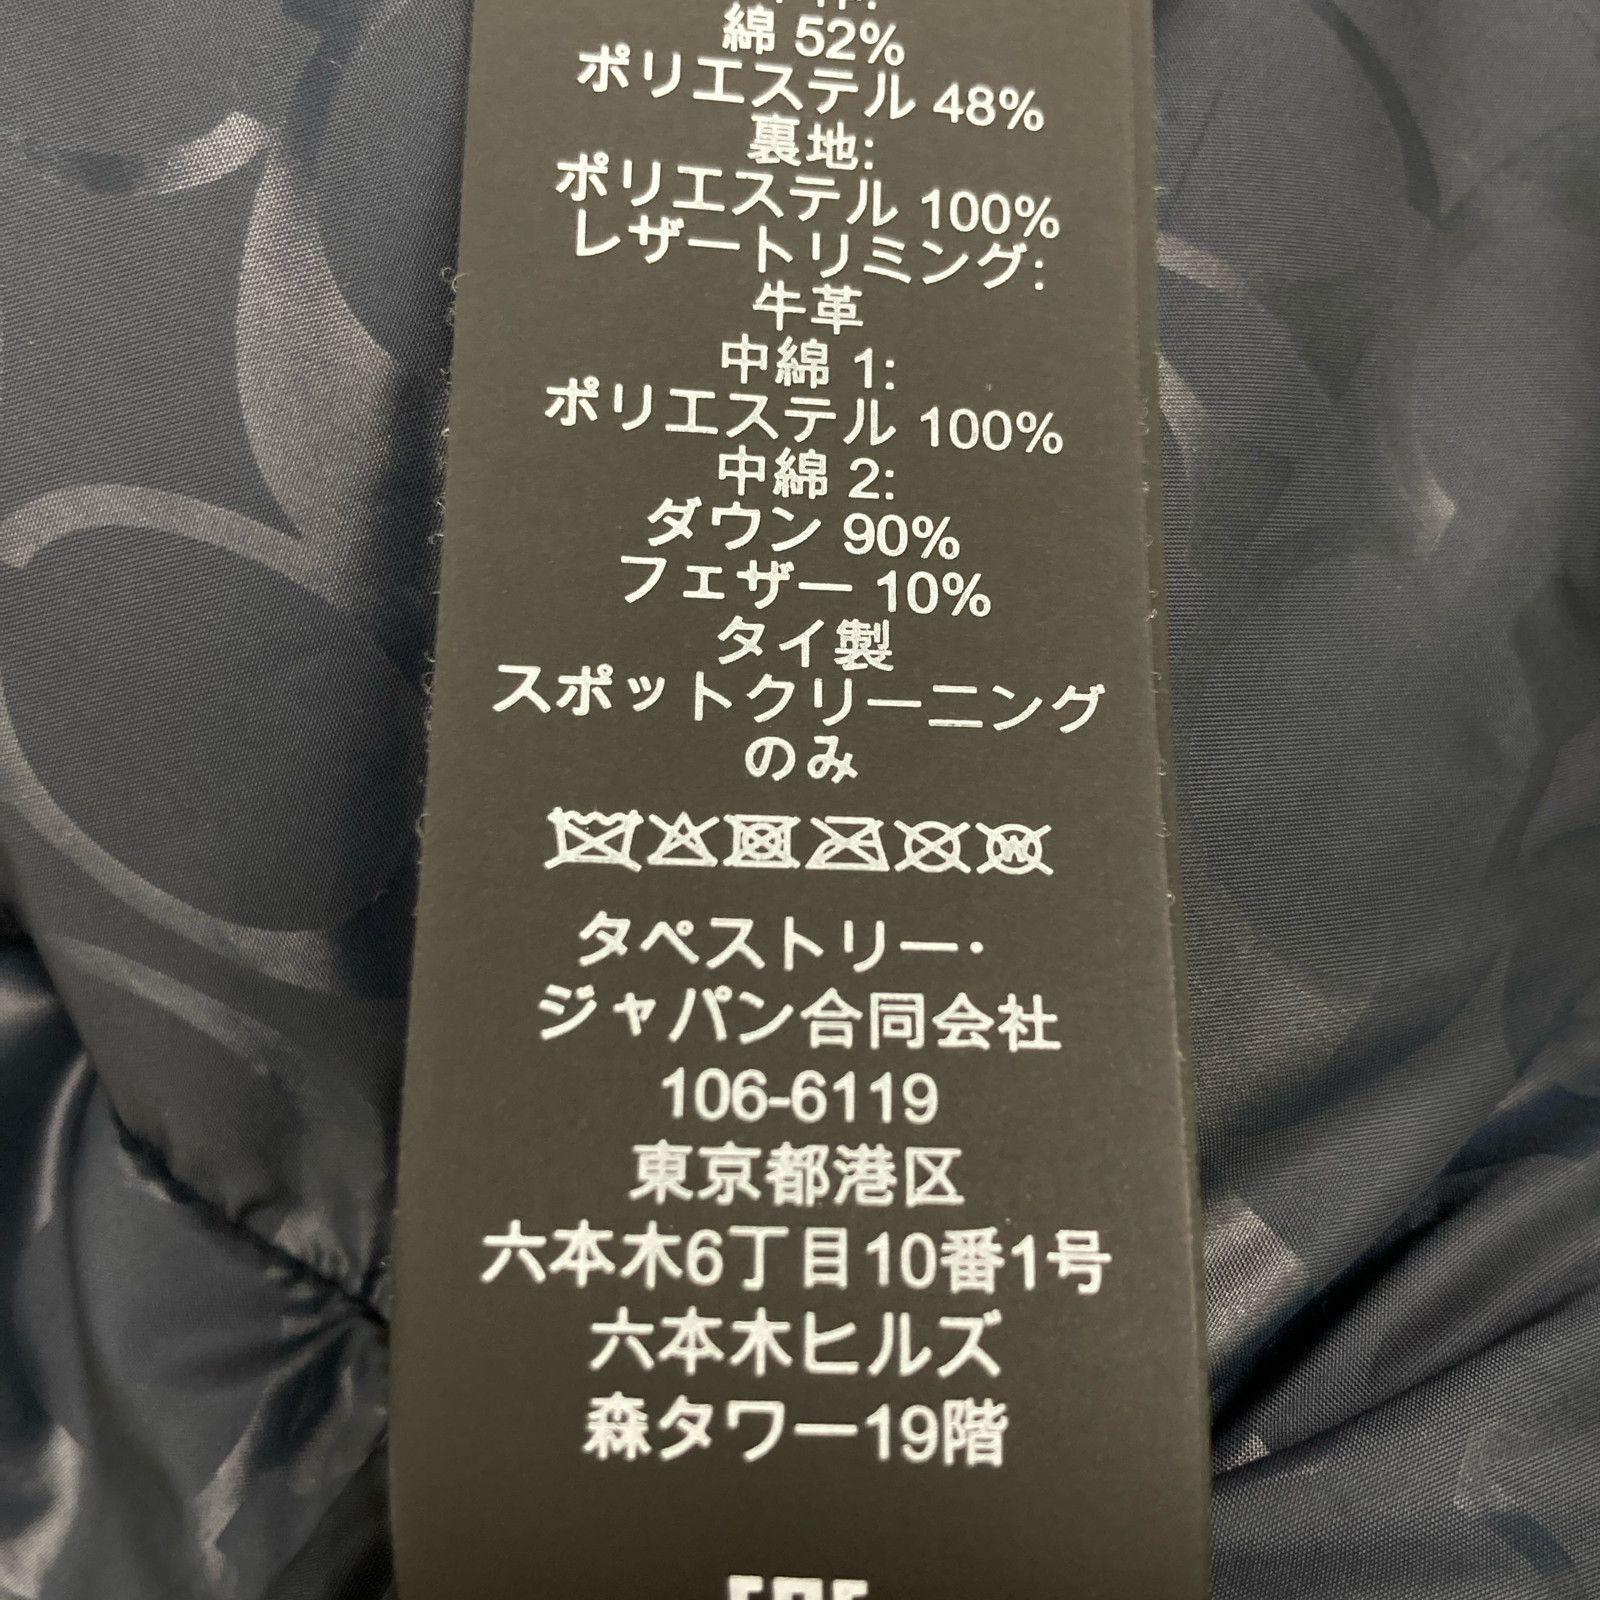 綿 52%
ポリエステル 48%
裏地:
ポリエステル 100%
レザートリミング:
牛革
中綿 1:
ポリエステル 100%
中綿 2:
ダウン 90%
フェザー 10%
タイ製
スポットクリーニング
のみ
W
タペストリー・
ジャパン合同会社
106-6119
東京都港区
六本木6丁目10番1号
六本木ヒルズ
森タワー19階